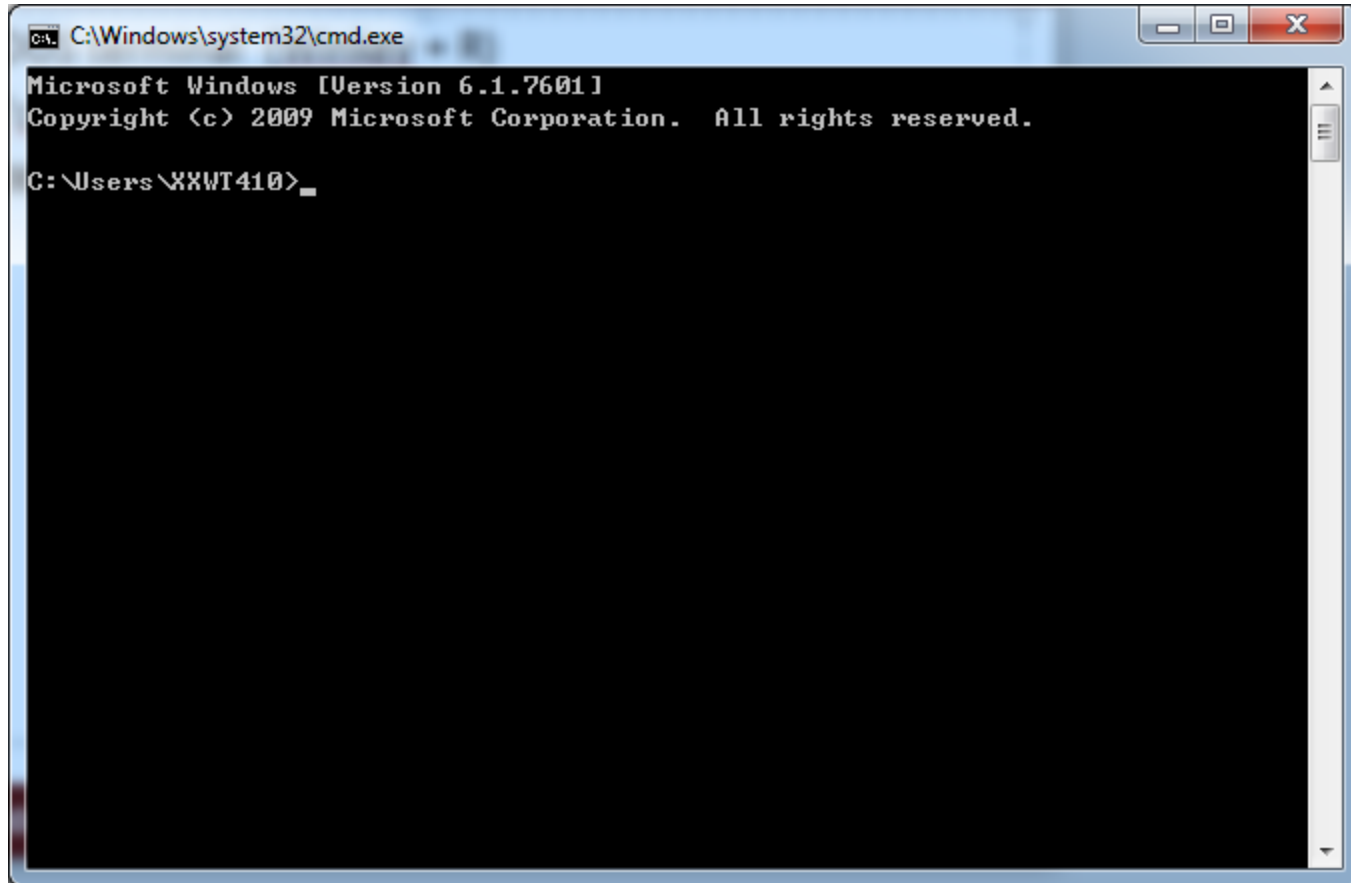 C:\Windows\system32\cmd.exe
Microsoft Windows [Version 6.1.7601]
Copyright (c) 2009 Microsoft Corporation.  All rights reserved.
C:\Users\XXWT410>_